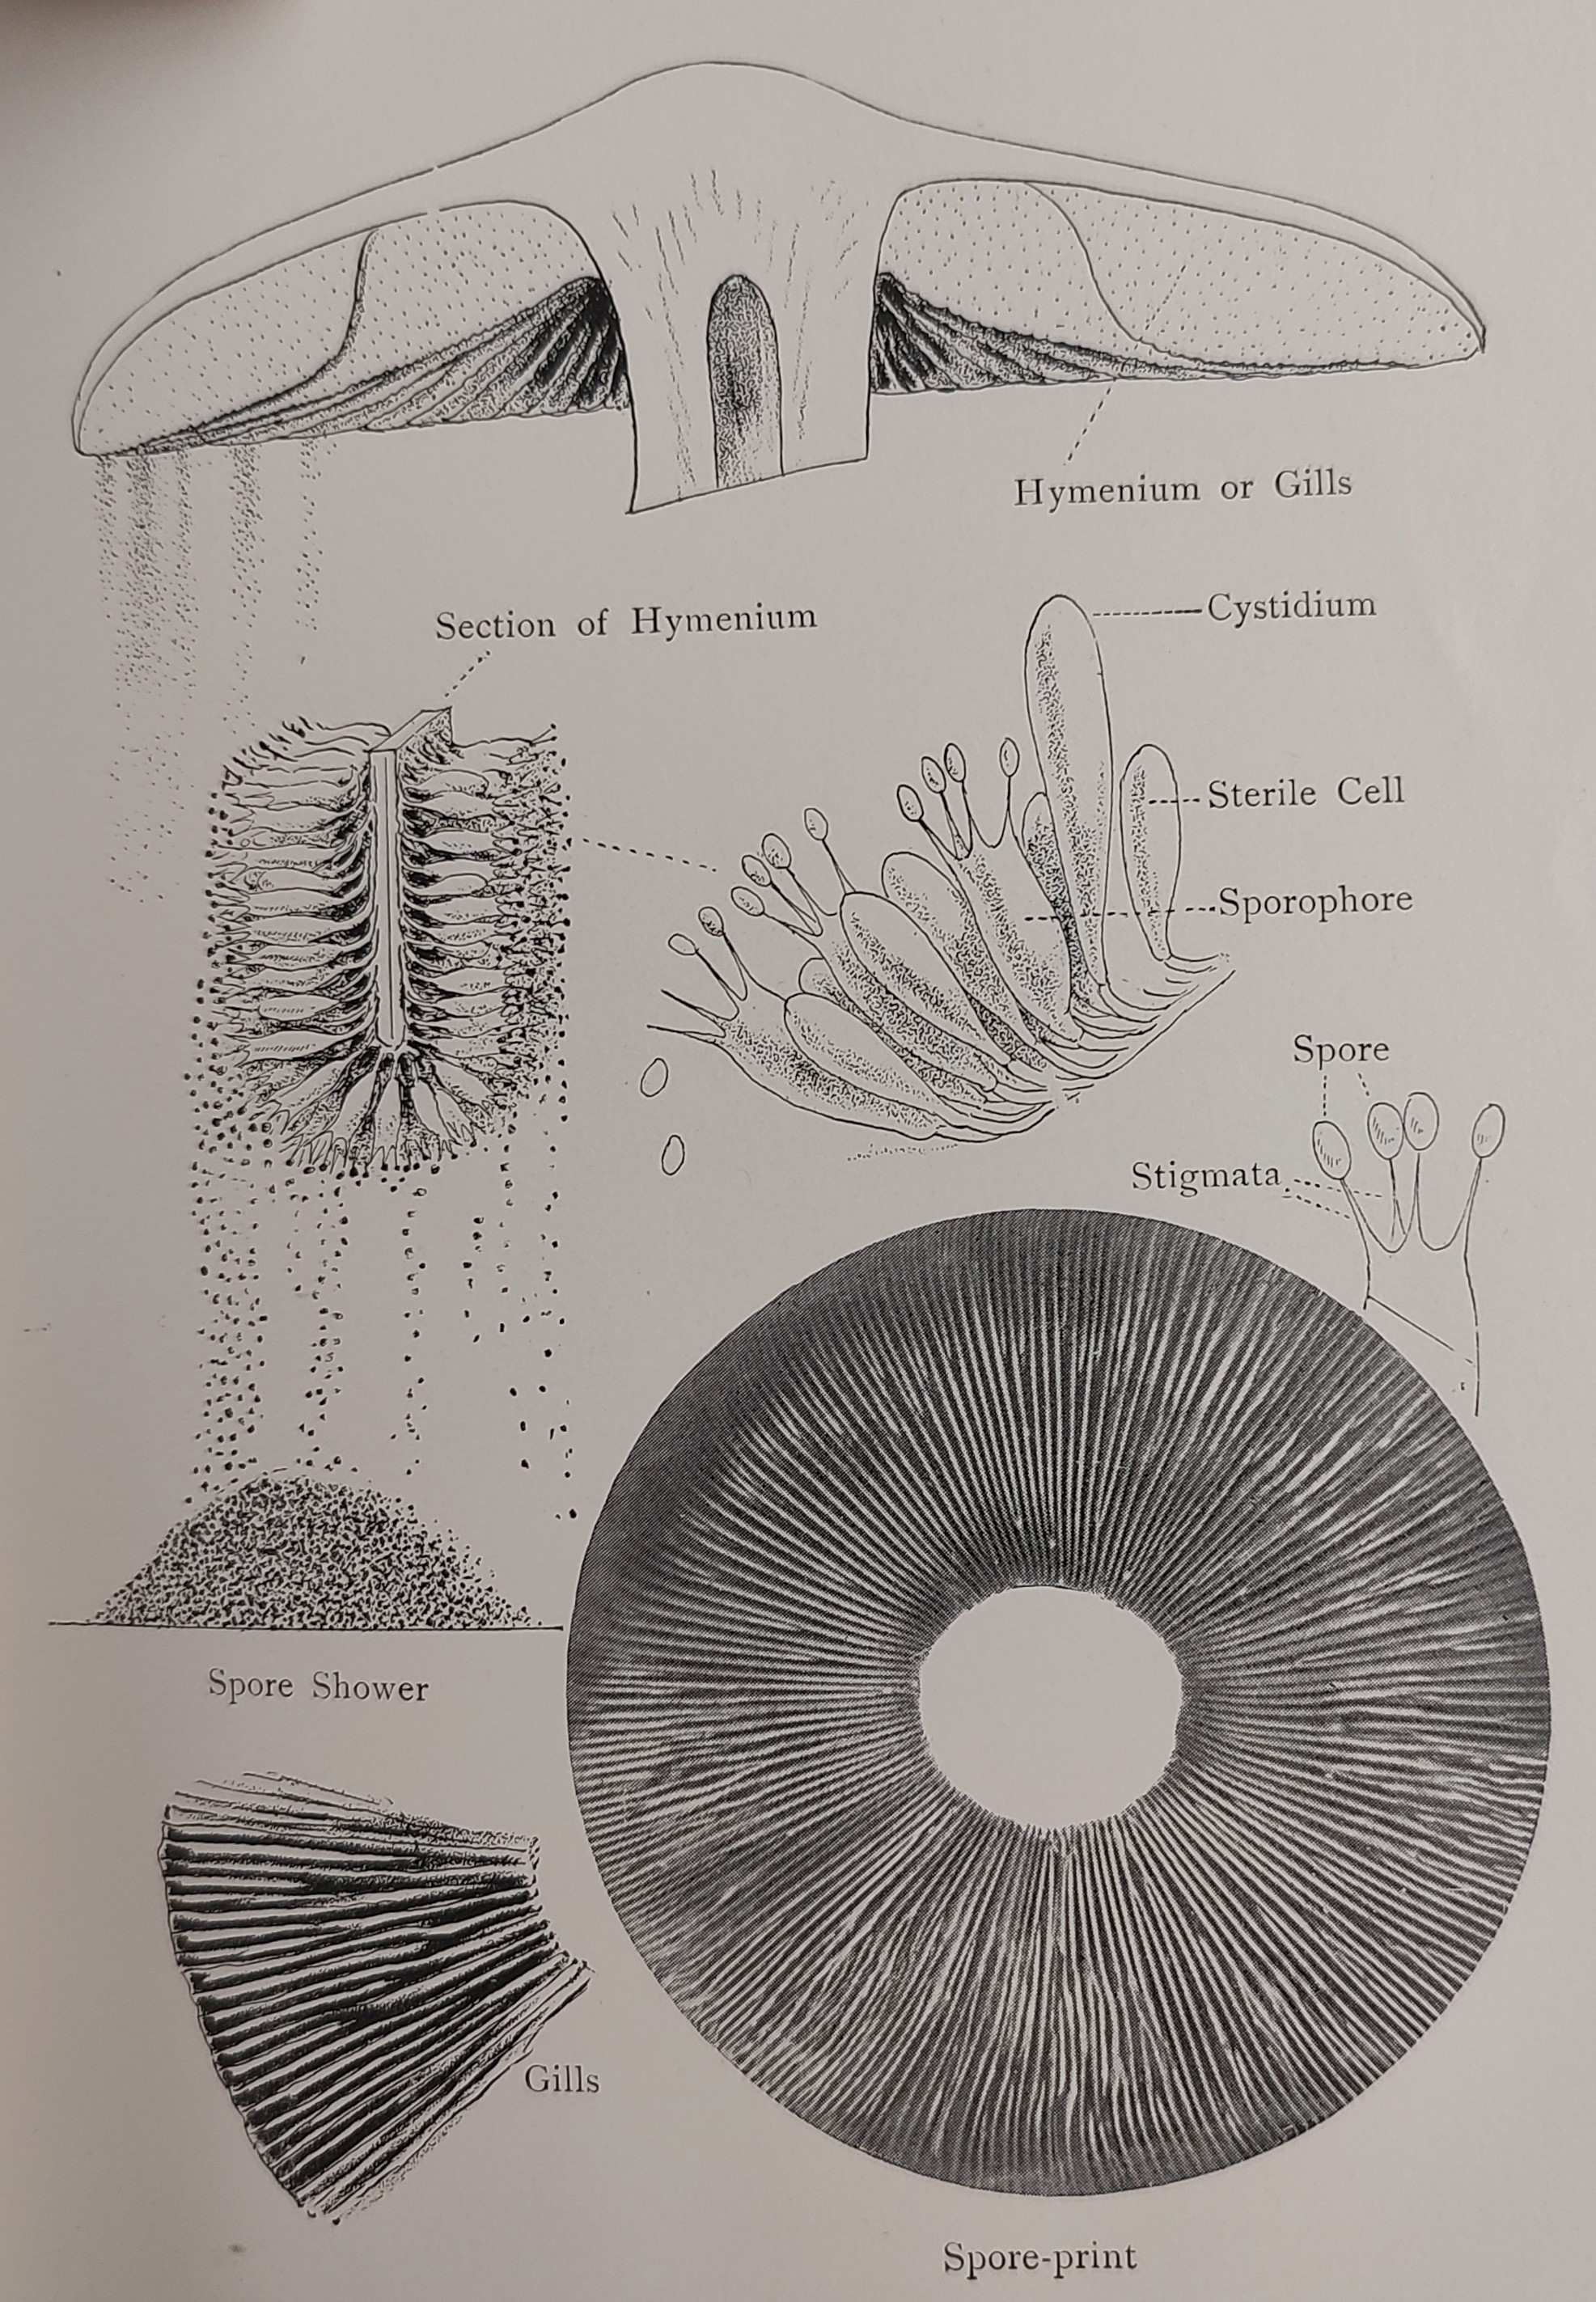 Hymenium or Gills
Section of Hymenium
Cystidium
Sterile Cell
Sporophore
Spore
Stigmata
Spore Shower
Gills
Spore-print